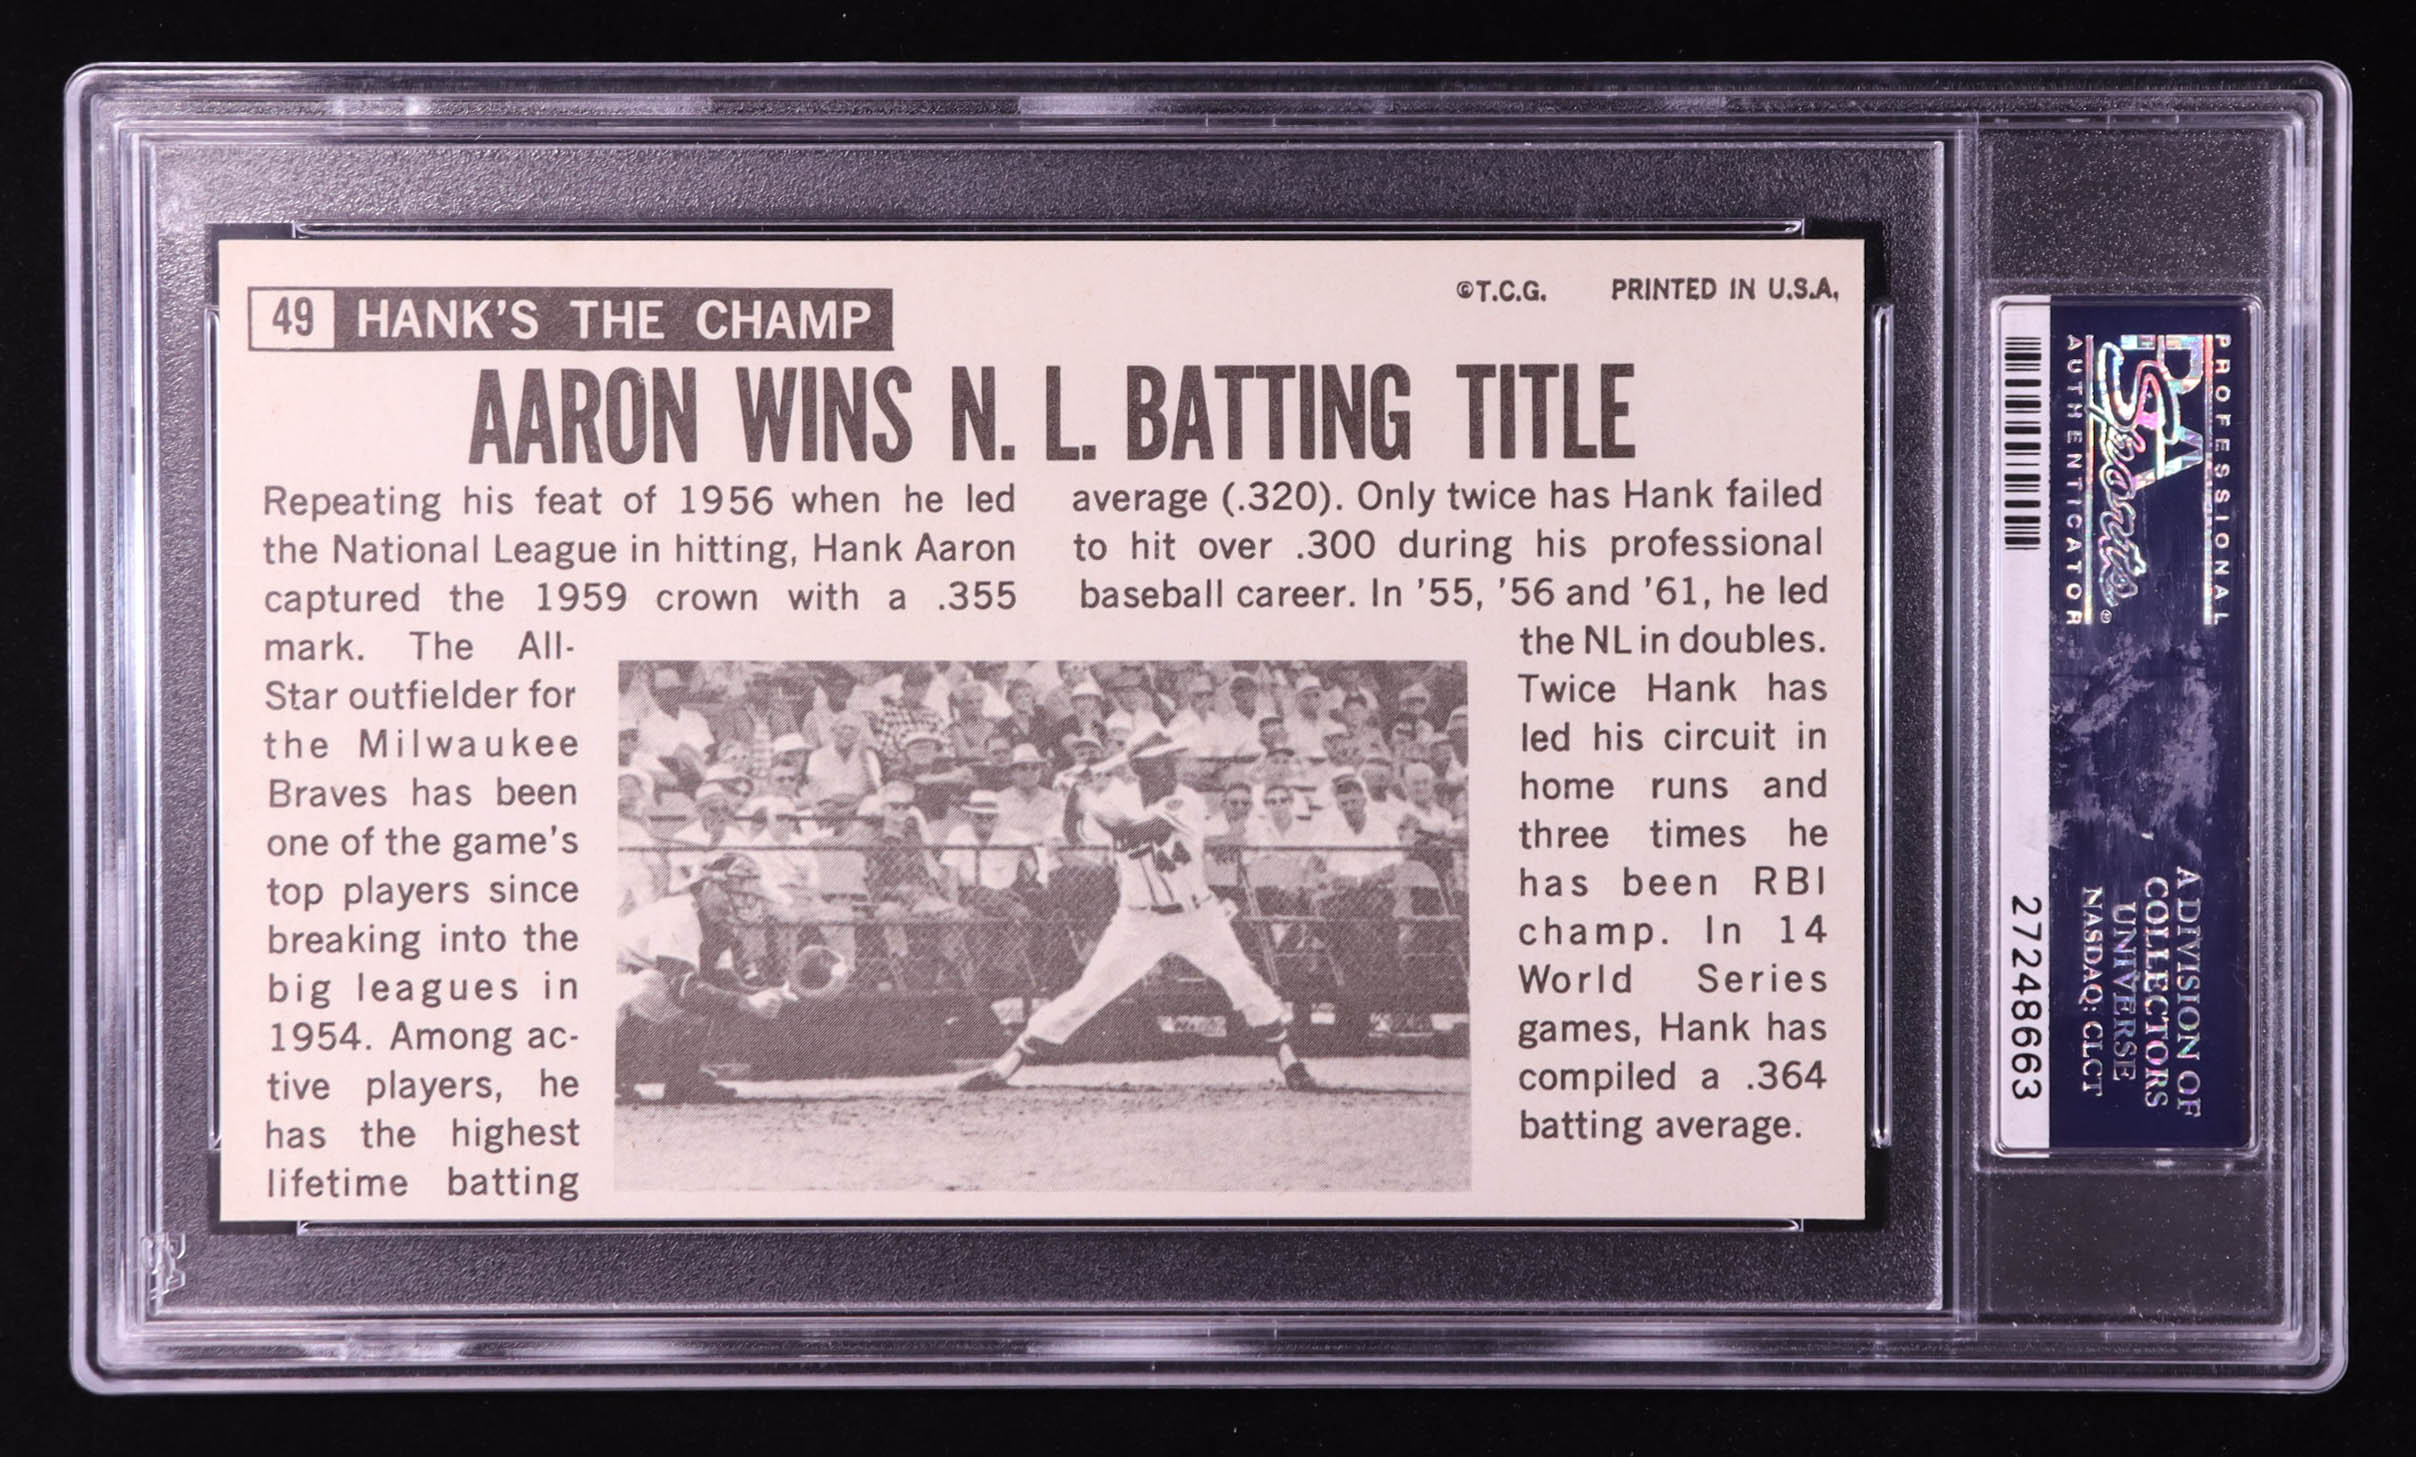 49 HANK'S THE CHAMP
©T.C.G. PRINTED IN U.S.A.
AARON WINS N. L. BATTING TITLE
Repeating his feat of 1956 when he led
the National League in hitting, Hank Aaron
captured the 1959 crown with a .355
mark. The All-
Star outfielder for
the Milwaukee
Braves has been
one of the game's
top players since
breaking into the
big leagues in
1954. Among ac-
tive players, he
has the highest
lifetime batting
average (.320). Only twice has Hank failed
to hit over .300 during his professional
baseball career. In '55, '56 and '61, he led
the NL in doubles.
Twice Hank has
led his circuit in
home runs and
three times he
has been RBI
champ. In 14
World Series
games, Hank has
compiled a .364
batting average.
44
PROFESSIONAL
PSA
Sports®
AUTHENTICATOR
A DIVISION OF
COLLECTORS
UNIVERSE
NASDAQ: CLCT
27248663